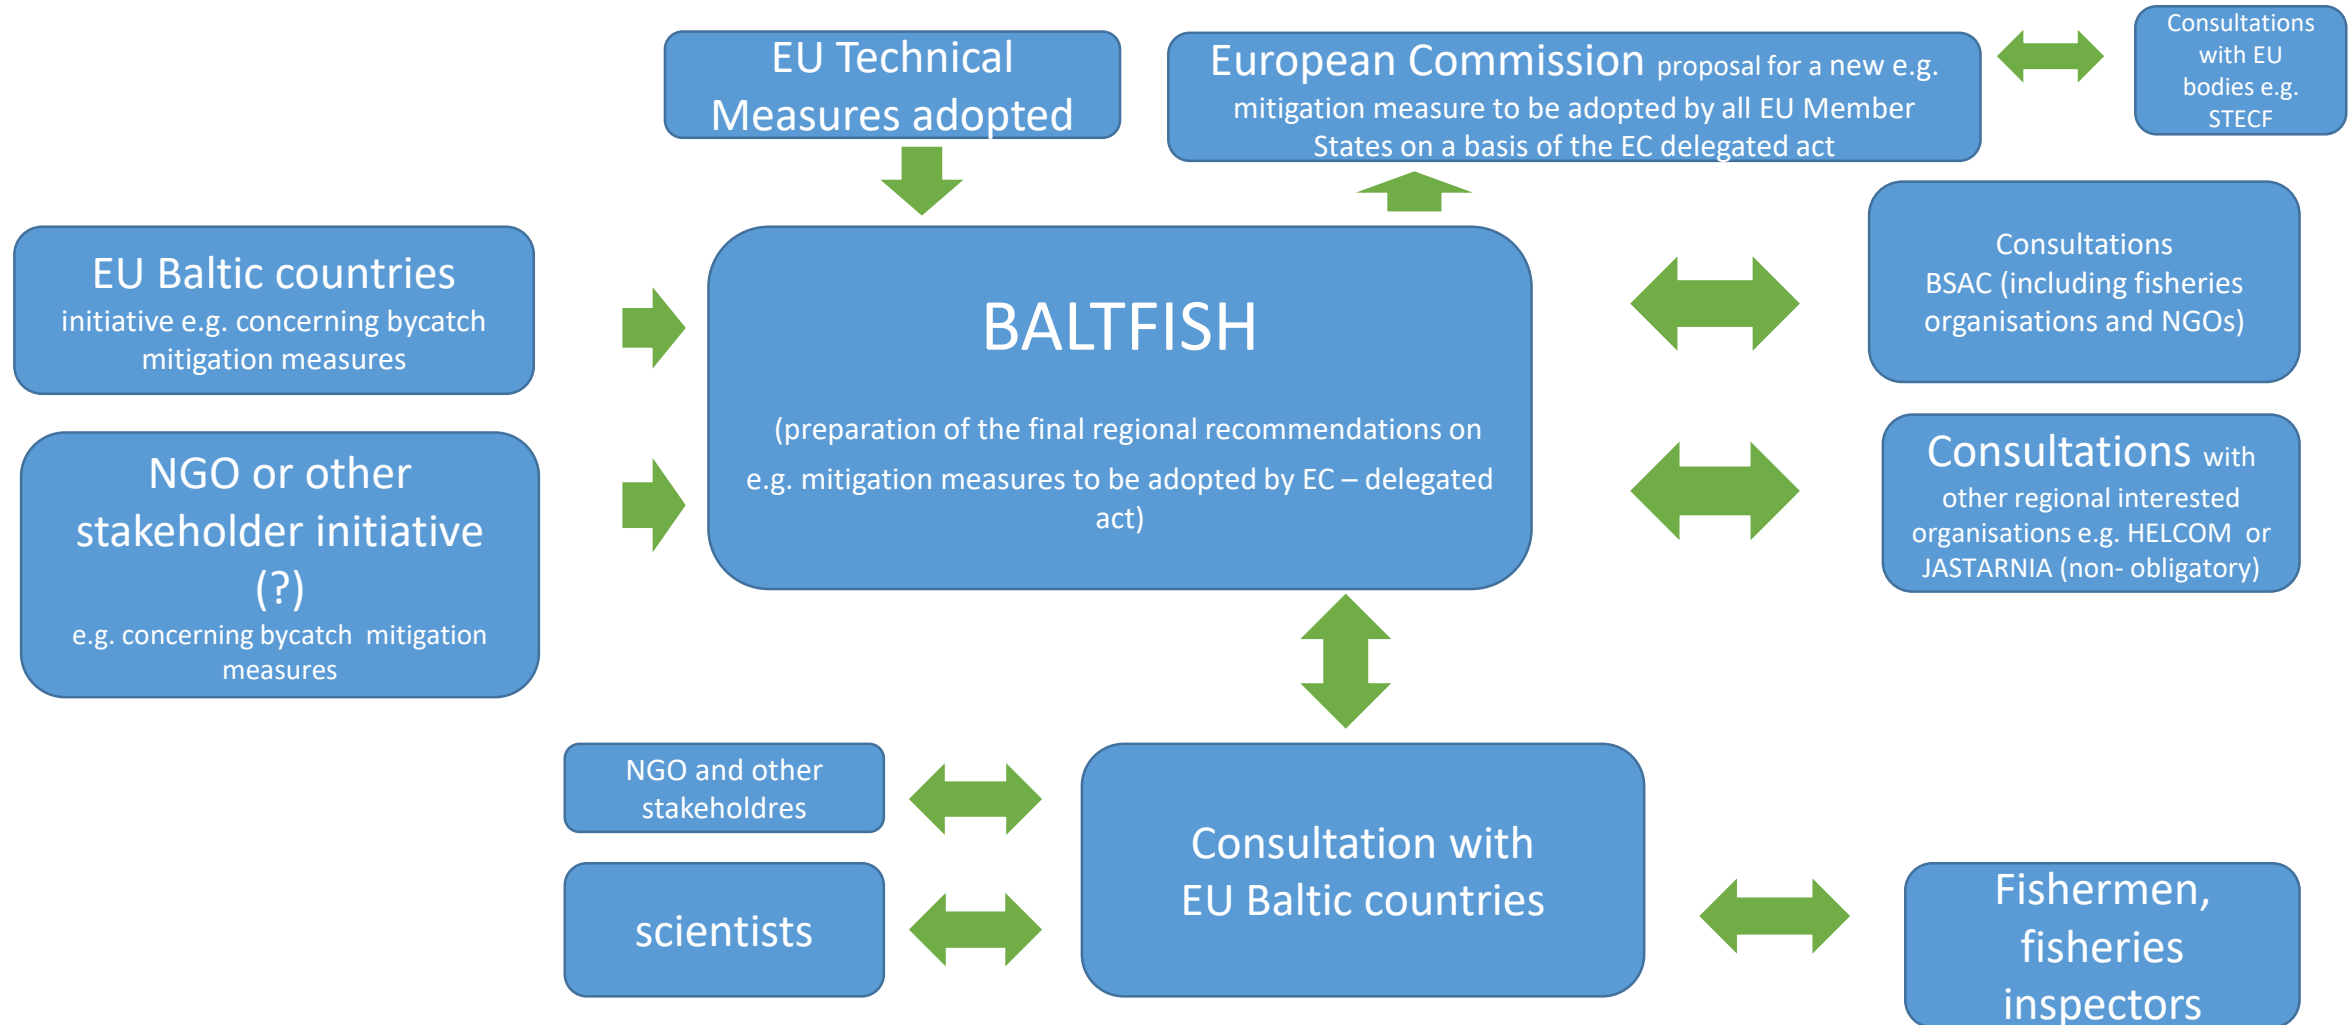 EU Technical
Measures adopted
European Commission proposal for a new e.g.
mitigation measure to be adopted by all EU Member
States on a basis of the EC delegated act
Consultations
with EU
bodies e.g.
STECF
EU Baltic countries
initiative e.g. concerning bycatch
mitigation measures
BALTFISH
(preparation of the final regional recommendations on
e.g. mitigation measures to be adopted by EC – delegated
act)
Consultations
BSAC (including fisheries
organisations and NGOs)
NGO or other
stakeholder initiative
(?)
e.g. concerning bycatch mitigation
measures
Consultations with
other regional interested
organisations e.g. HELCOM or
JASTARNIA (non- obligatory)
NGO and other
stakeholdres
scientists
Consultation with
EU Baltic countries
Fishermen,
fisheries
inspectors